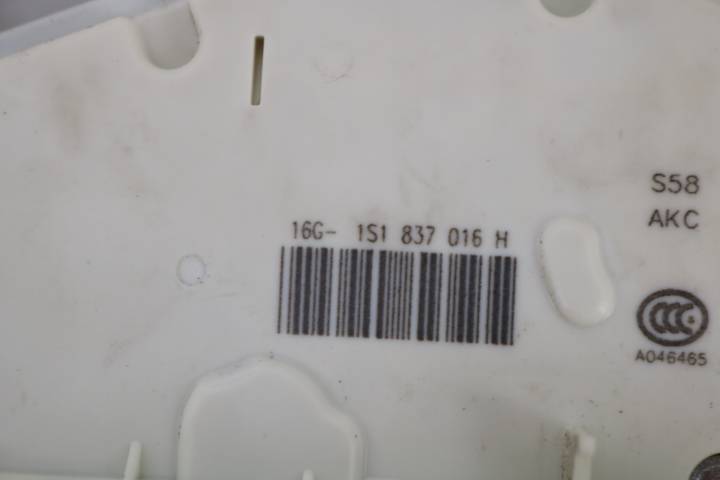 S58
AKC
16G- 1S1 837 016 H
CCC S
A046465